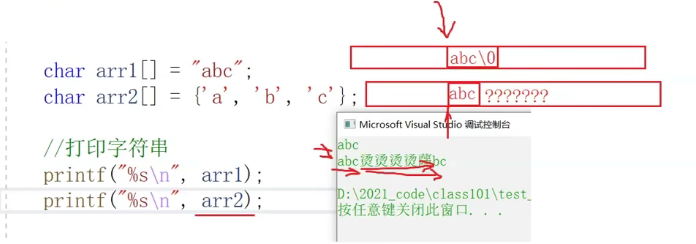 char arr1[] = "abc";
abc\0
char arr2[] = {'a', 'b', 'c'};
abc ???????
//打印字符串
printf("%s\n", arr1);
printf("%s\n", arr2);
Microsoft Visual Studio 调试控制台
abc
abc烫烫烫烫bc
D:\2021_code\class101\test_
按任意键关闭此窗口. . .